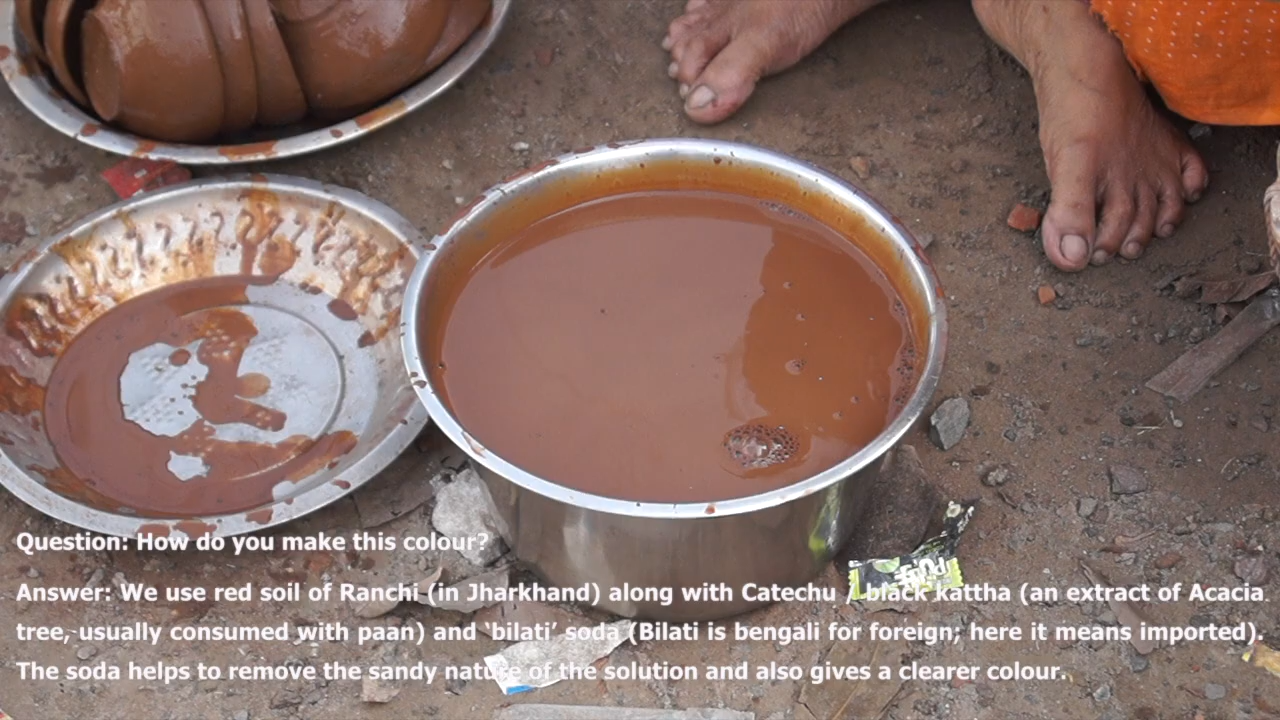 Question: How do you make this colour?
Answer: We use red soil of Ranchi (in Jharkhand) along with Catechu / black kattha (an extract of Acacia
tree, usually consumed with paan) and ‘bilati’ soda (Bilati is bengali for foreign; here it means imported).
The soda helps to remove the sandy nature of the solution and also gives a clearer colour.